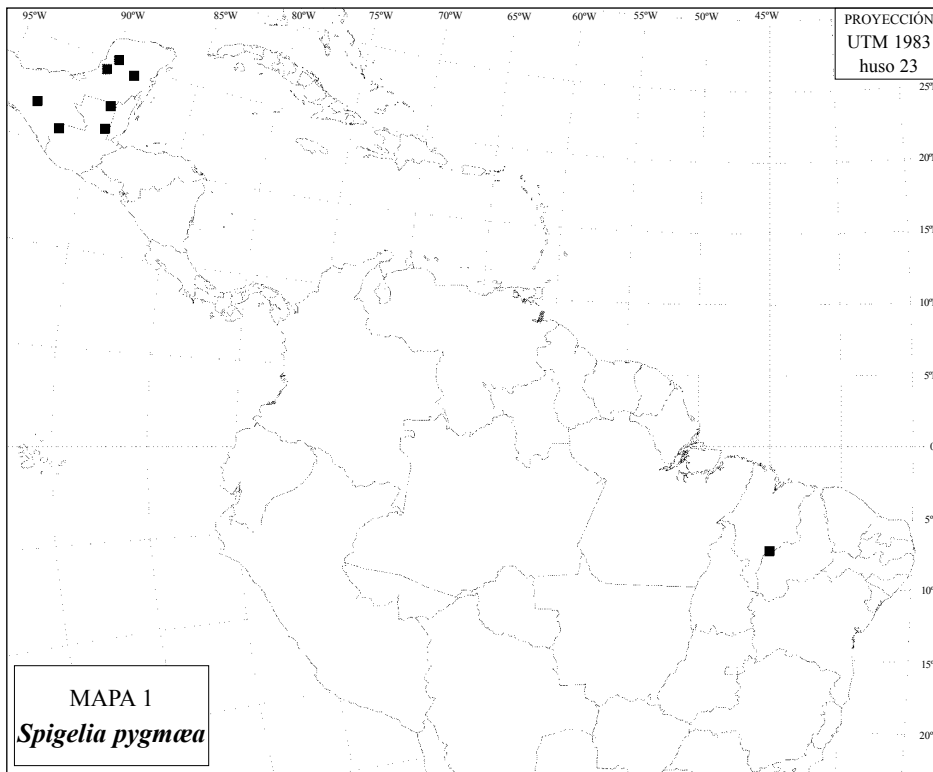 95ºW 90ºW 85ºW 80ºW 75ºW 70ºW 65ºW 60ºW 55ºW 50ºW 45ºW
PROYECCIÓN
UTM 1983
huso 23
25º
20º
15º
10º
5º
0º
5º
10º
15º
20º
MAPA 1
Spigelia pygmæa